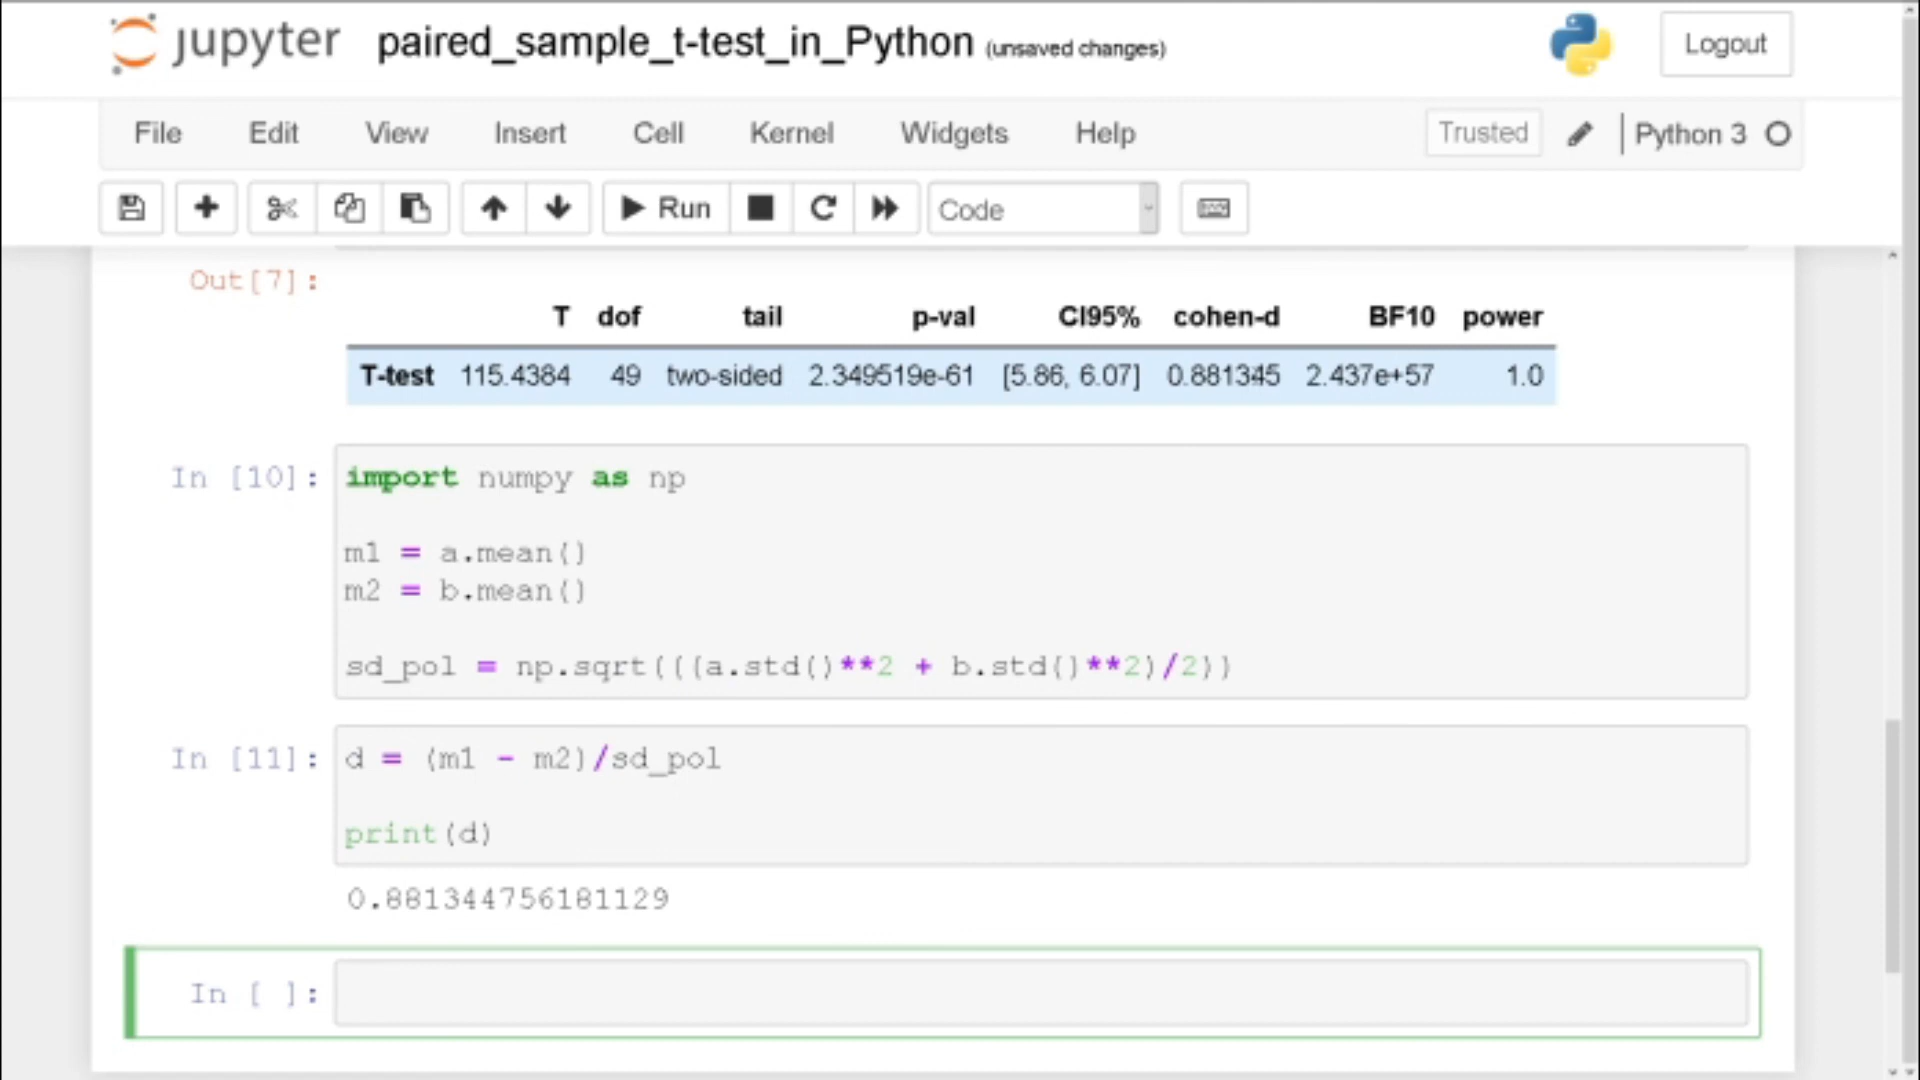 jupyter paired_sample_t-test_in_Python (unsaved changes) Logout
File Edit View Insert Cell Kernel Widgets Help Trusted Python 3
Run Code
Out[7]:
T dof tail p-val CI95% cohen-d BF10 power
T-test 115.4384 49 two-sided 2.349519e-61 [5.86, 6.07] 0.881345 2.437e+57 1.0
In [10]: import numpy as np
m1 = a.mean()
m2 = b.mean()
sd_pol = np.sqrt(((a.std()**2 + b.std()**2)/2))
In [11]: d = (m1 - m2)/sd_pol
print(d)
0.881344756181129
In [ ]: